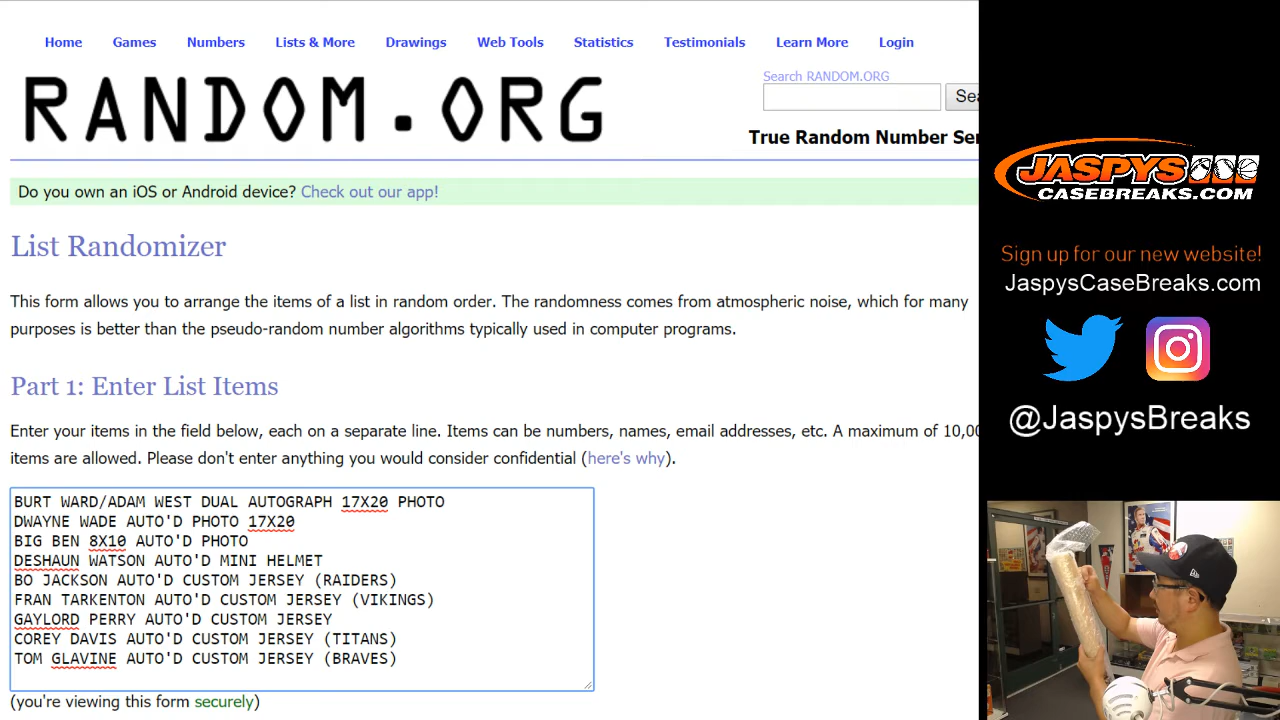 Home Games Numbers Lists & More Drawings Web Tools Statistics Testimonials Learn More Login
RANDOM.ORG
Search RANDOM.ORG
Sea
True Random Number Ser
Do you own an iOS or Android device? Check out our app!
List Randomizer
This form allows you to arrange the items of a list in random order. The randomness comes from atmospheric noise, which for many
purposes is better than the pseudo-random number algorithms typically used in computer programs.
Part 1: Enter List Items
Enter your items in the field below, each on a separate line. Items can be numbers, names, email addresses, etc. A maximum of 10,00
items are allowed. Please don't enter anything you would consider confidential (here's why).
BURT WARD/ADAM WEST DUAL AUTOGRAPH 17X20 PHOTO
DWAYNE WADE AUTO'D PHOTO 17X20
BIG BEN 8X10 AUTO'D PHOTO
DESHAUN WATSON AUTO'D MINI HELMET
BO JACKSON AUTO'D CUSTOM JERSEY (RAIDERS)
FRAN TARKENTON AUTO'D CUSTOM JERSEY (VIKINGS)
GAYLORD PERRY AUTO'D CUSTOM JERSEY
COREY DAVIS AUTO'D CUSTOM JERSEY (TITANS)
TOM GLAVINE AUTO'D CUSTOM JERSEY (BRAVES)
(you're viewing this form securely)
JASPYS
CASEBREAKS.COM
Sign up for our new website!
JaspysCaseBreaks.com
@JaspysBreaks